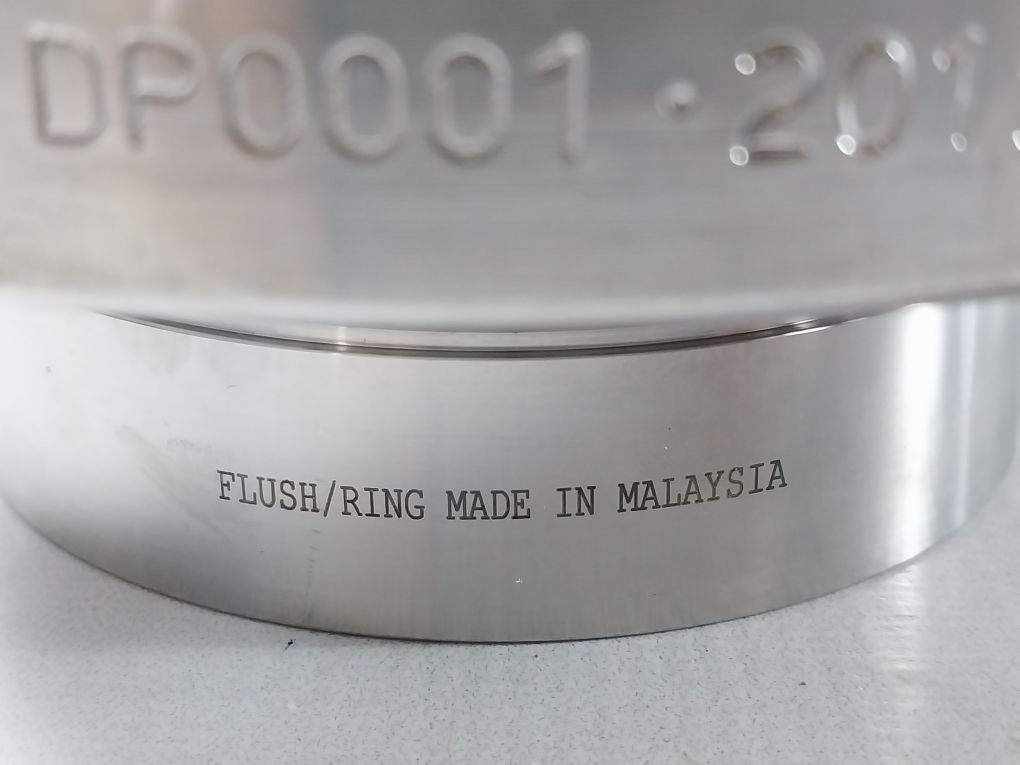 DP0001·201
FLUSH/RING MADE IN MALAYSIA